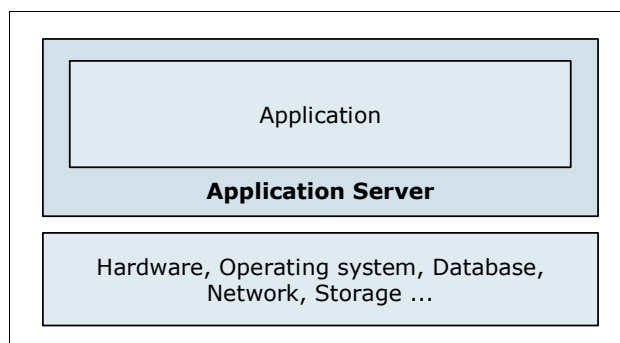 Application
Application Server
Hardware, Operating system, Database,
Network, Storage ...